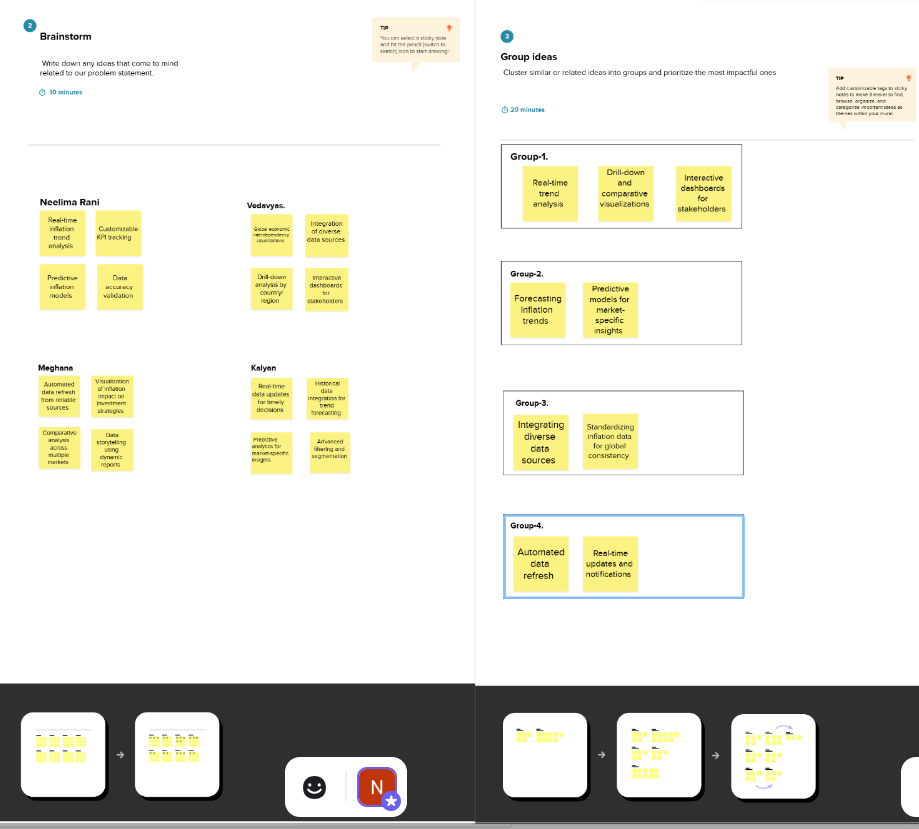 2
Brainstorm
Write down any ideas that come to mind
related to our problem statement.
10 minutes
TIP
You can select a sticky note
and hit the pencil [switch to
sketch] icon to start drawing!
Neelima Rani
Real-time
inflation
trend
analysis
Customizable
KPI tracking
Predictive
inflation
models
Data
accuracy
validation
Vedavyas.
Global economic
interdependency
visualizations
Integration
of diverse
data sources
Drill-down
analysis by
country/
region
Interactive
dashboards
for
stakeholders
Meghana
Automated
data refresh
from reliable
sources
Visualization
of inflation
impact on
investment
strategies
Comparative
analysis
across
multiple
markets
Data
storytelling
using
dynamic
reports
Kalyan
Real-time
data updates
for timely
decisions
Historical
data
integration for
trend
forecasting
Predictive
analytics for
market-specific
insights
Advanced
filtering and
segmentation
N
3
Group ideas
Cluster similar or related ideas into groups and prioritize the most impactful ones
20 minutes
TIP
Add customizable tags to sticky
notes to make it easier to find,
browse, organize, and
categorize important ideas as
themes within your mural.
Group-1.
Real-time
trend
analysis
Drill-down
and
comparative
visualizations
Interactive
dashboards
for
stakeholders
Group-2.
Forecasting
inflation
trends
Predictive
models for
market-
specific
insights
Group-3.
Integrating
diverse
data
sources
Standardizing
inflation data
for global
consistency
Group-4.
Automated
data
refresh
Real-time
updates and
notifications